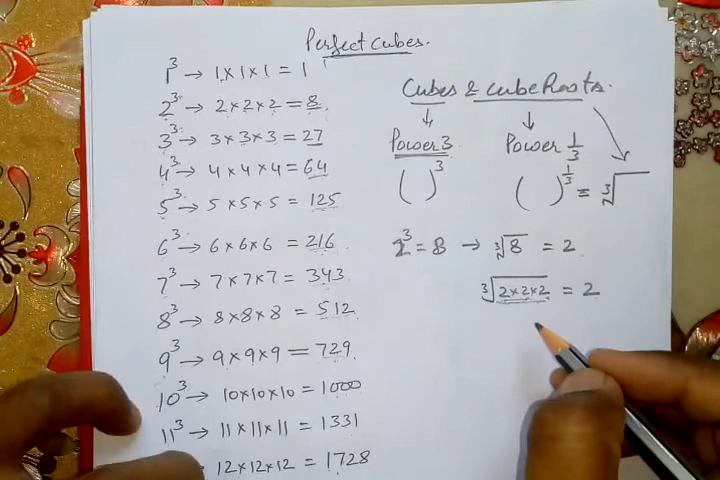 Perfect Cubes.
1³ → 1×1×1 = 1
2³ → 2×2×2 = 8
3³ → 3×3×3 = 27
4³ → 4×4×4 = 64
5³ → 5×5×5 = 125
6³ → 6×6×6 = 216
7³ → 7×7×7 = 343
8³ → 8×8×8 = 512
9³ → 9×9×9 = 729
10³ → 10×10×10 = 1000
11³ → 11×11×11 = 1331
12×12×12 = 1728
Cubes & cube Roots.
↓ ↓
Power 3 Power 1/3
( )³ ( )^1/3 = ∛
2³ = 8 → ∛8 = 2
∛2×2×2 = 2